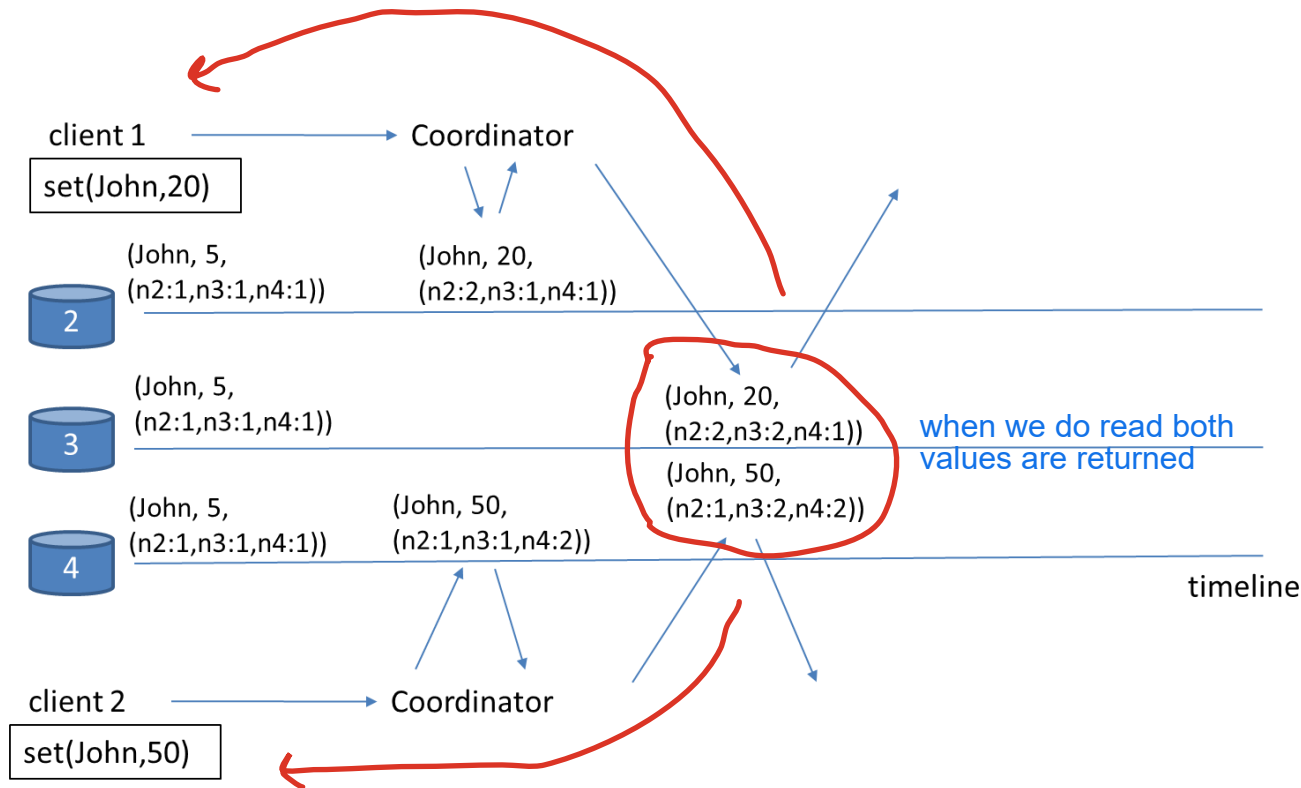 client 1
Coordinator
set(John,20)
(John, 5,
(n2:1,n3:1,n4:1))
(John, 20,
(n2:2,n3:1,n4:1))
2
(John, 5,
(n2:1,n3:1,n4:1))
3
(John, 20,
(n2:2,n3:2,n4:1))
(John, 50,
(n2:1,n3:2,n4:2))
when we do read both
values are returned
(John, 5,
(n2:1,n3:1,n4:1))
(John, 50,
(n2:1,n3:1,n4:2))
4
timeline
client 2
Coordinator
set(John,50)